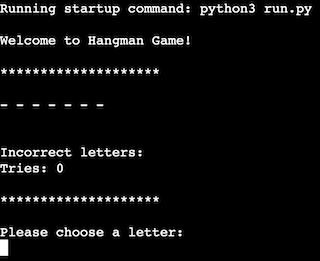 Running startup command: python3 run.py
Welcome to Hangman Game!
********************
- - - - - - -
Incorrect letters:
Tries: 0
********************
Please choose a letter: